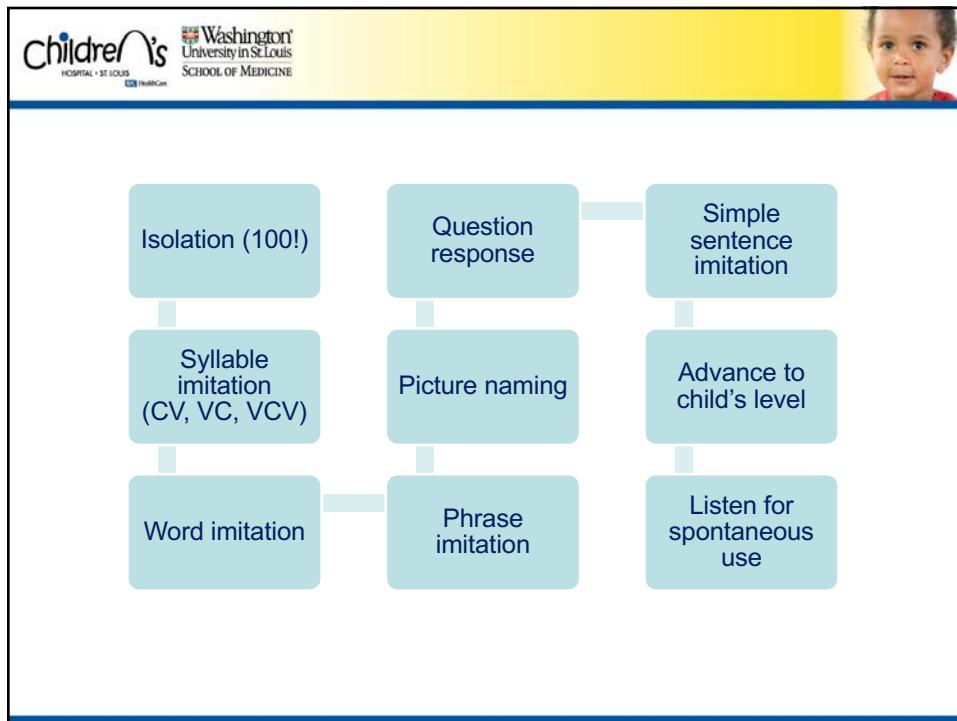 Children's
HOSPITAL • ST. LOUIS
BJC HealthCare
Washington
University in St. Louis
SCHOOL OF MEDICINE
Isolation (100!)
Syllable
imitation
(CV, VC, VCV)
Word imitation
Phrase
imitation
Picture naming
Question
response
Simple
sentence
imitation
Advance to
child’s level
Listen for
spontaneous
use